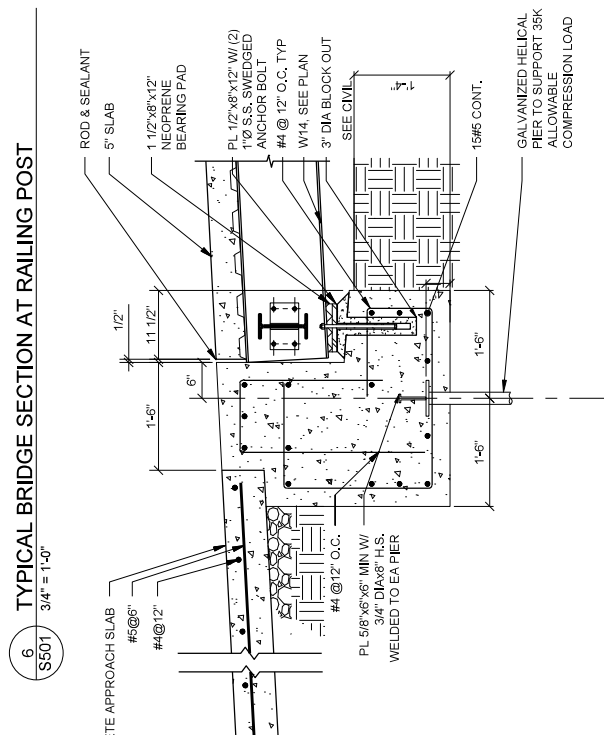 6
S501
TYPICAL BRIDGE SECTION AT RAILING POST
3/4" = 1'-0"
ROD & SEALANT
5" SLAB
1 1/2"x8"x12"
NEOPRENE
BEARING PAD
PL 1/2"x8"x12" W/ (2)
1"Ø S.S. SWEDGED
ANCHOR BOLT
#4 @ 12" O.C. TYP
W14, SEE PLAN
3" DIA BLOCK OUT
SEE CIVIL
1'-4"
15#5 CONT.
GALVANIZED HELICAL
PIER TO SUPPORT 35K
ALLOWABLE
COMPRESSION LOAD
1/2"
11 1/2"
6"
1'-6"
1'-6"
1'-6"
APPROACH SLAB
#5@6"
#4@12"
#4 @12" O.C.
PL 5/8"x6"x6" MIN W/
3/4" DIAx8" H.S.
WELDED TO EA PIER